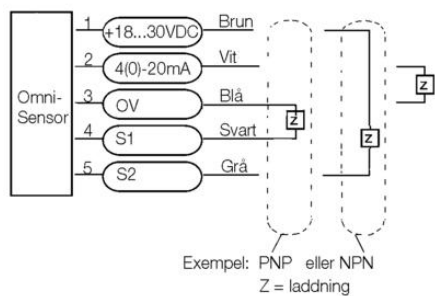 1 +18...30VDC Brun
2 4(0)-20mA Vit
Omni-
Sensor
3 OV Blå
4 S1 Svart
5 S2 Grå
Z
Z
Z
Exempel: PNP eller NPN
Z = laddning